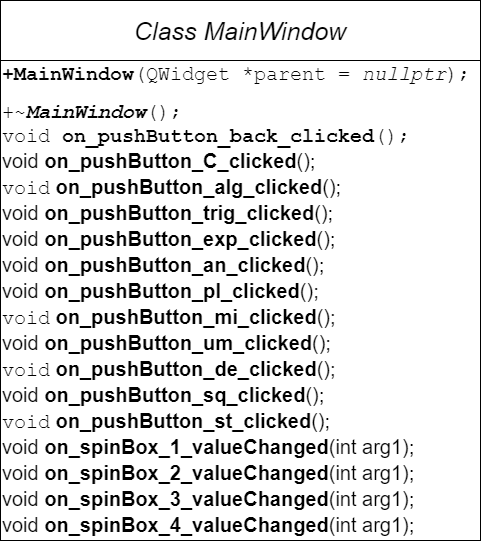 Class MainWindow
+MainWindow(QWidget *parent = nullptr);
+~MainWindow();
void on_pushButton_back_clicked();
void on_pushButton_C_clicked();
void on_pushButton_alg_clicked();
void on_pushButton_trig_clicked();
void on_pushButton_exp_clicked();
void on_pushButton_an_clicked();
void on_pushButton_pl_clicked();
void on_pushButton_mi_clicked();
void on_pushButton_um_clicked();
void on_pushButton_de_clicked();
void on_pushButton_sq_clicked();
void on_pushButton_st_clicked();
void on_spinBox_1_valueChanged(int arg1);
void on_spinBox_2_valueChanged(int arg1);
void on_spinBox_3_valueChanged(int arg1);
void on_spinBox_4_valueChanged(int arg1);